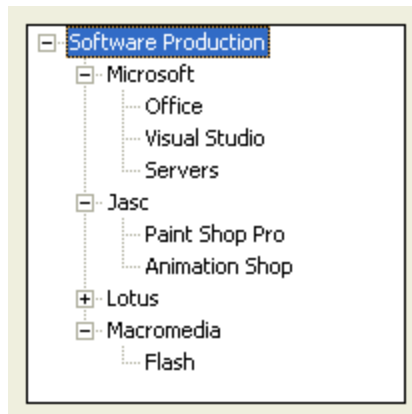 Software Production
Microsoft
Office
Visual Studio
Servers
Jasc
Paint Shop Pro
Animation Shop
Lotus
Macromedia
Flash